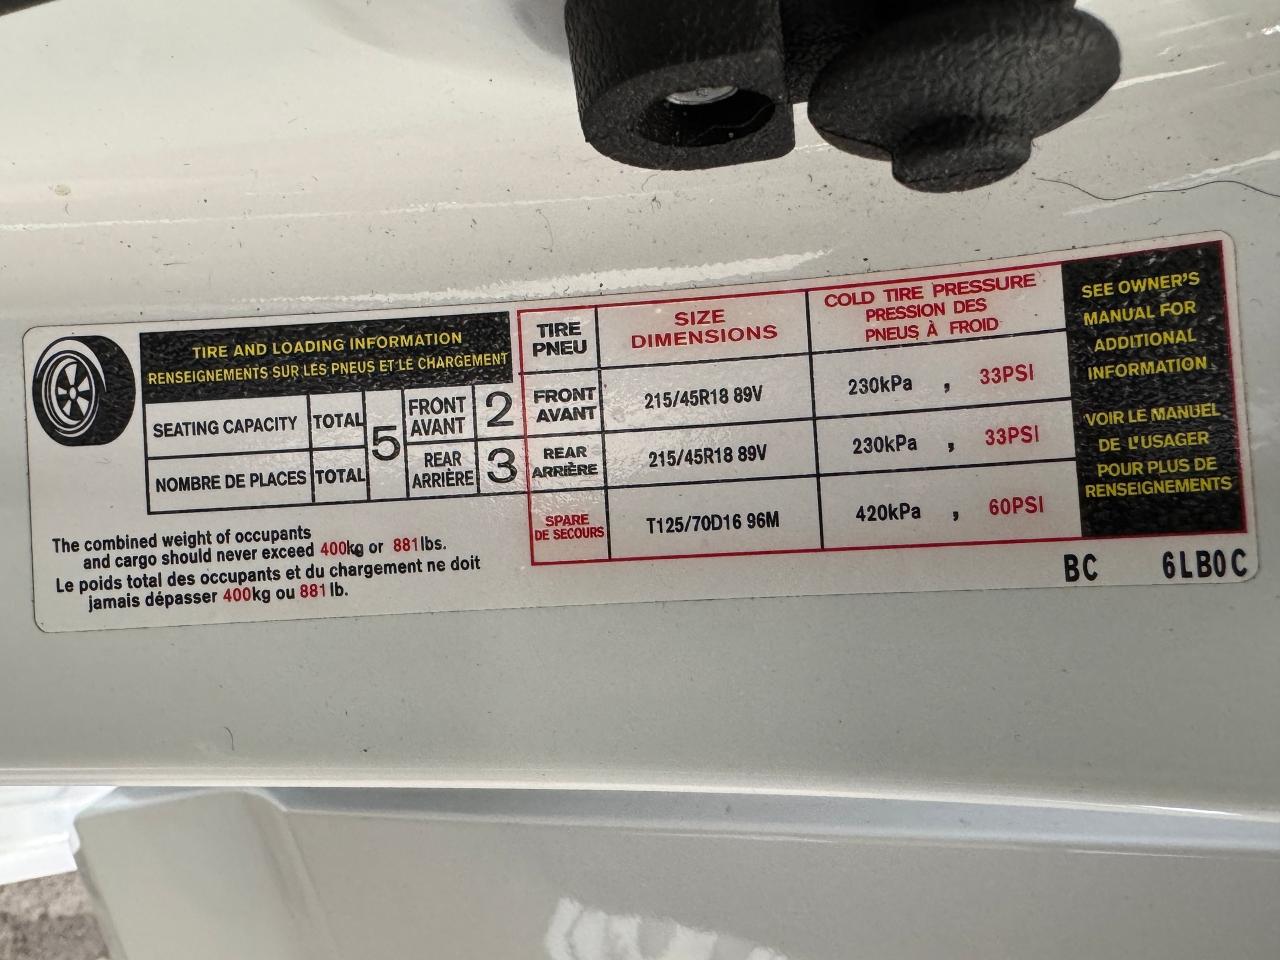 TIRE AND LOADING INFORMATION
RENSEIGNEMENTS SUR LES PNEUS ET LE CHARGEMENT
SEATING CAPACITY TOTAL 5 FRONT AVANT 2
NOMBRE DE PLACES TOTAL REAR ARRIÈRE 3
The combined weight of occupants
and cargo should never exceed 400kg or 881lbs.
Le poids total des occupants et du chargement ne doit
jamais dépasser 400kg ou 881 lb.
TIRE PNEU
SIZE
DIMENSIONS
COLD TIRE PRESSURE
PRESSION DES
PNEUS À FROID
FRONT AVANT 215/45R18 89V 230kPa , 33PSI
REAR ARRIÈRE 215/45R18 89V 230kPa , 33PSI
SPARE DE SECOURS T125/70D16 96M 420kPa , 60PSI
SEE OWNER'S
MANUAL FOR
ADDITIONAL
INFORMATION
VOIR LE MANUEL
DE L'USAGER
POUR PLUS DE
RENSEIGNEMENTS
BC 6LB0C